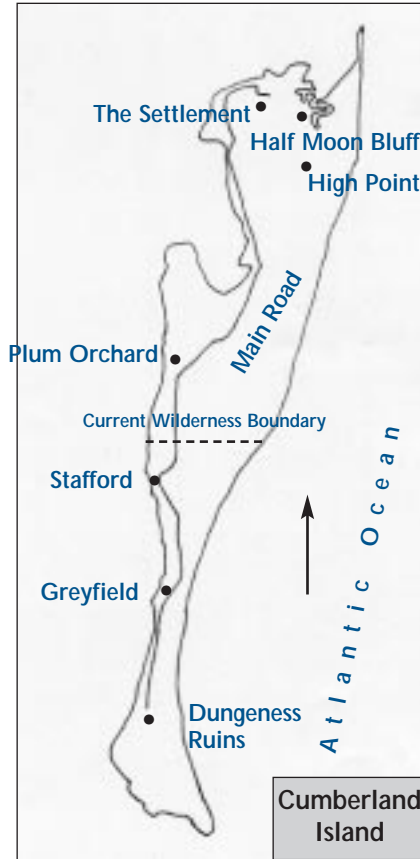 The Settlement
Half Moon Bluff
High Point
Main Road
Plum Orchard
Current Wilderness Boundary
Stafford
Atlantic Ocean
Greyfield
Dungeness
Ruins
Cumberland
Island